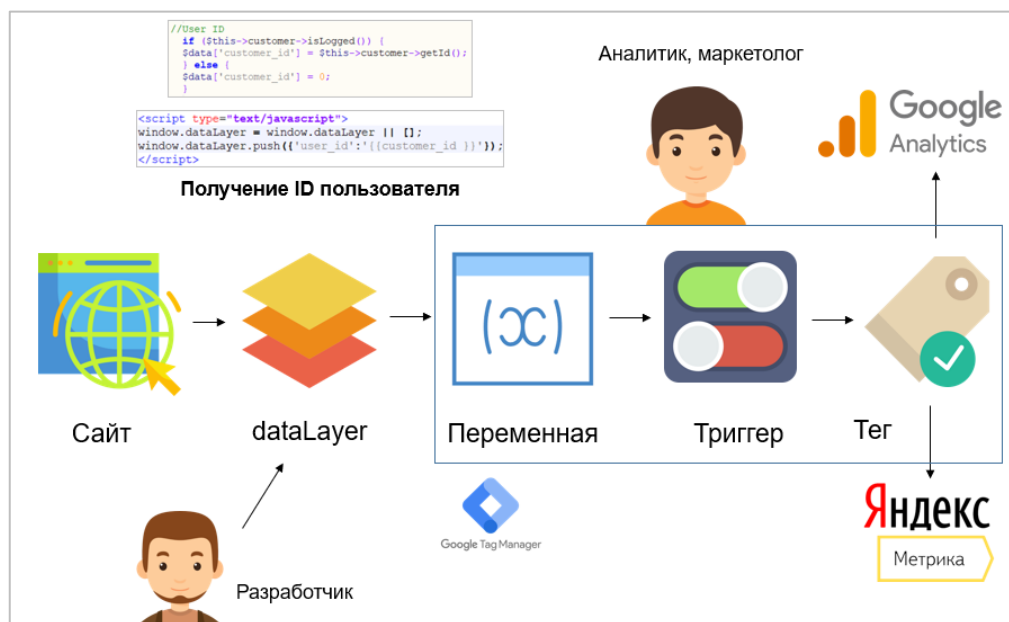 //User ID
if ($this->customer->isLogged()) {
$data['customer_id'] = $this->customer->getId();
} else {
$data['customer_id'] = 0;
}
<script type="text/javascript">
window.dataLayer = window.dataLayer || [];
window.dataLayer.push({'user_id':'{{customer_id }}'});
</script>
Получение ID пользователя
Аналитик, маркетолог
Google
Analytics
Сайт
dataLayer
Переменная
Триггер
Тег
Google Tag Manager
Яндекс
Метрика
Разработчик